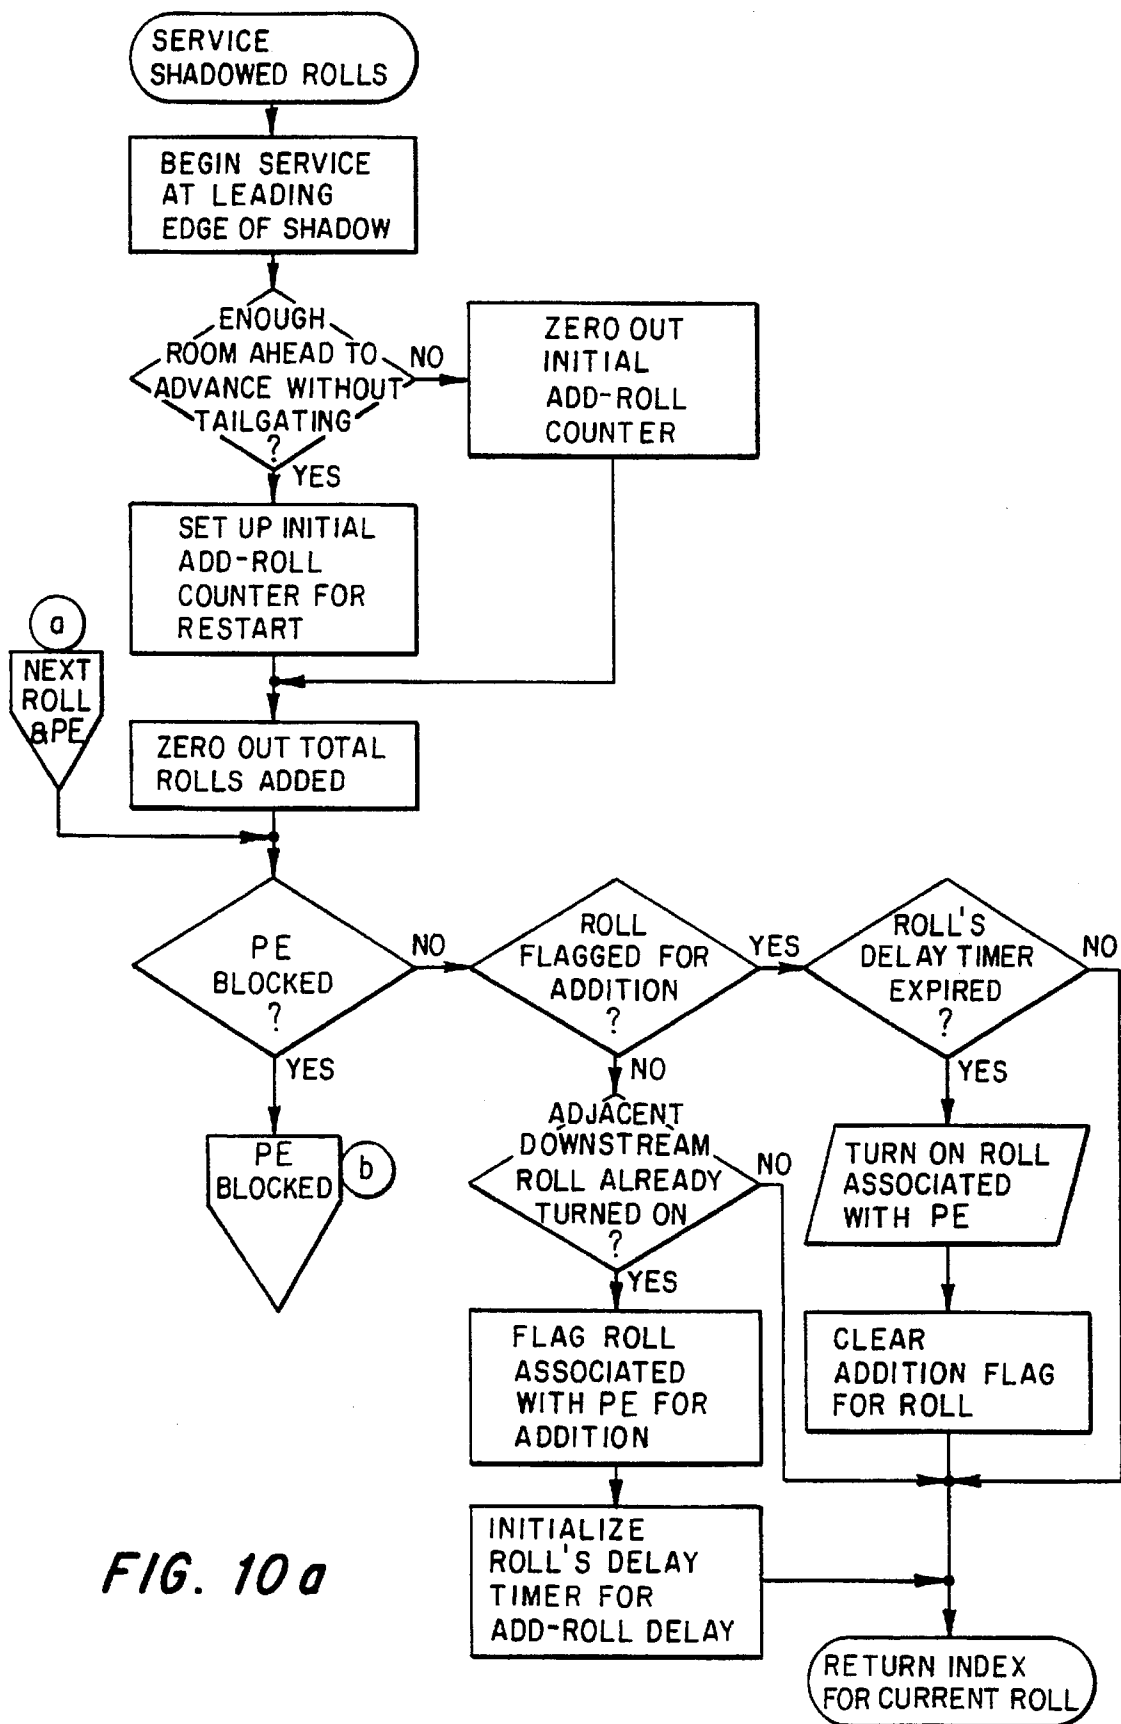 SERVICE
SHADOWED ROLLS
BEGIN SERVICE
AT LEADING
EDGE OF SHADOW
ENOUGH
ROOM AHEAD TO
ADVANCE WITHOUT
TAILGATING
?
NO
YES
ZERO OUT
INITIAL
ADD-ROLL
COUNTER
SET UP INITIAL
ADD-ROLL
COUNTER FOR
RESTART
a
NEXT
ROLL
&PE
ZERO OUT TOTAL
ROLLS ADDED
PE
BLOCKED
?
NO
YES
ROLL
FLAGGED FOR
ADDITION
?
YES
NO
ROLL'S
DELAY TIMER
EXPIRED
?
NO
YES
PE
BLOCKED
b
ADJACENT
DOWNSTREAM
ROLL ALREADY
TURNED ON
?
NO
YES
TURN ON ROLL
ASSOCIATED
WITH PE
FLAG ROLL
ASSOCIATED
WITH PE FOR
ADDITION
CLEAR
ADDITION FLAG
FOR ROLL
INITIALIZE
ROLL'S DELAY
TIMER FOR
ADD-ROLL DELAY
RETURN INDEX
FOR CURRENT ROLL
FIG. 10a